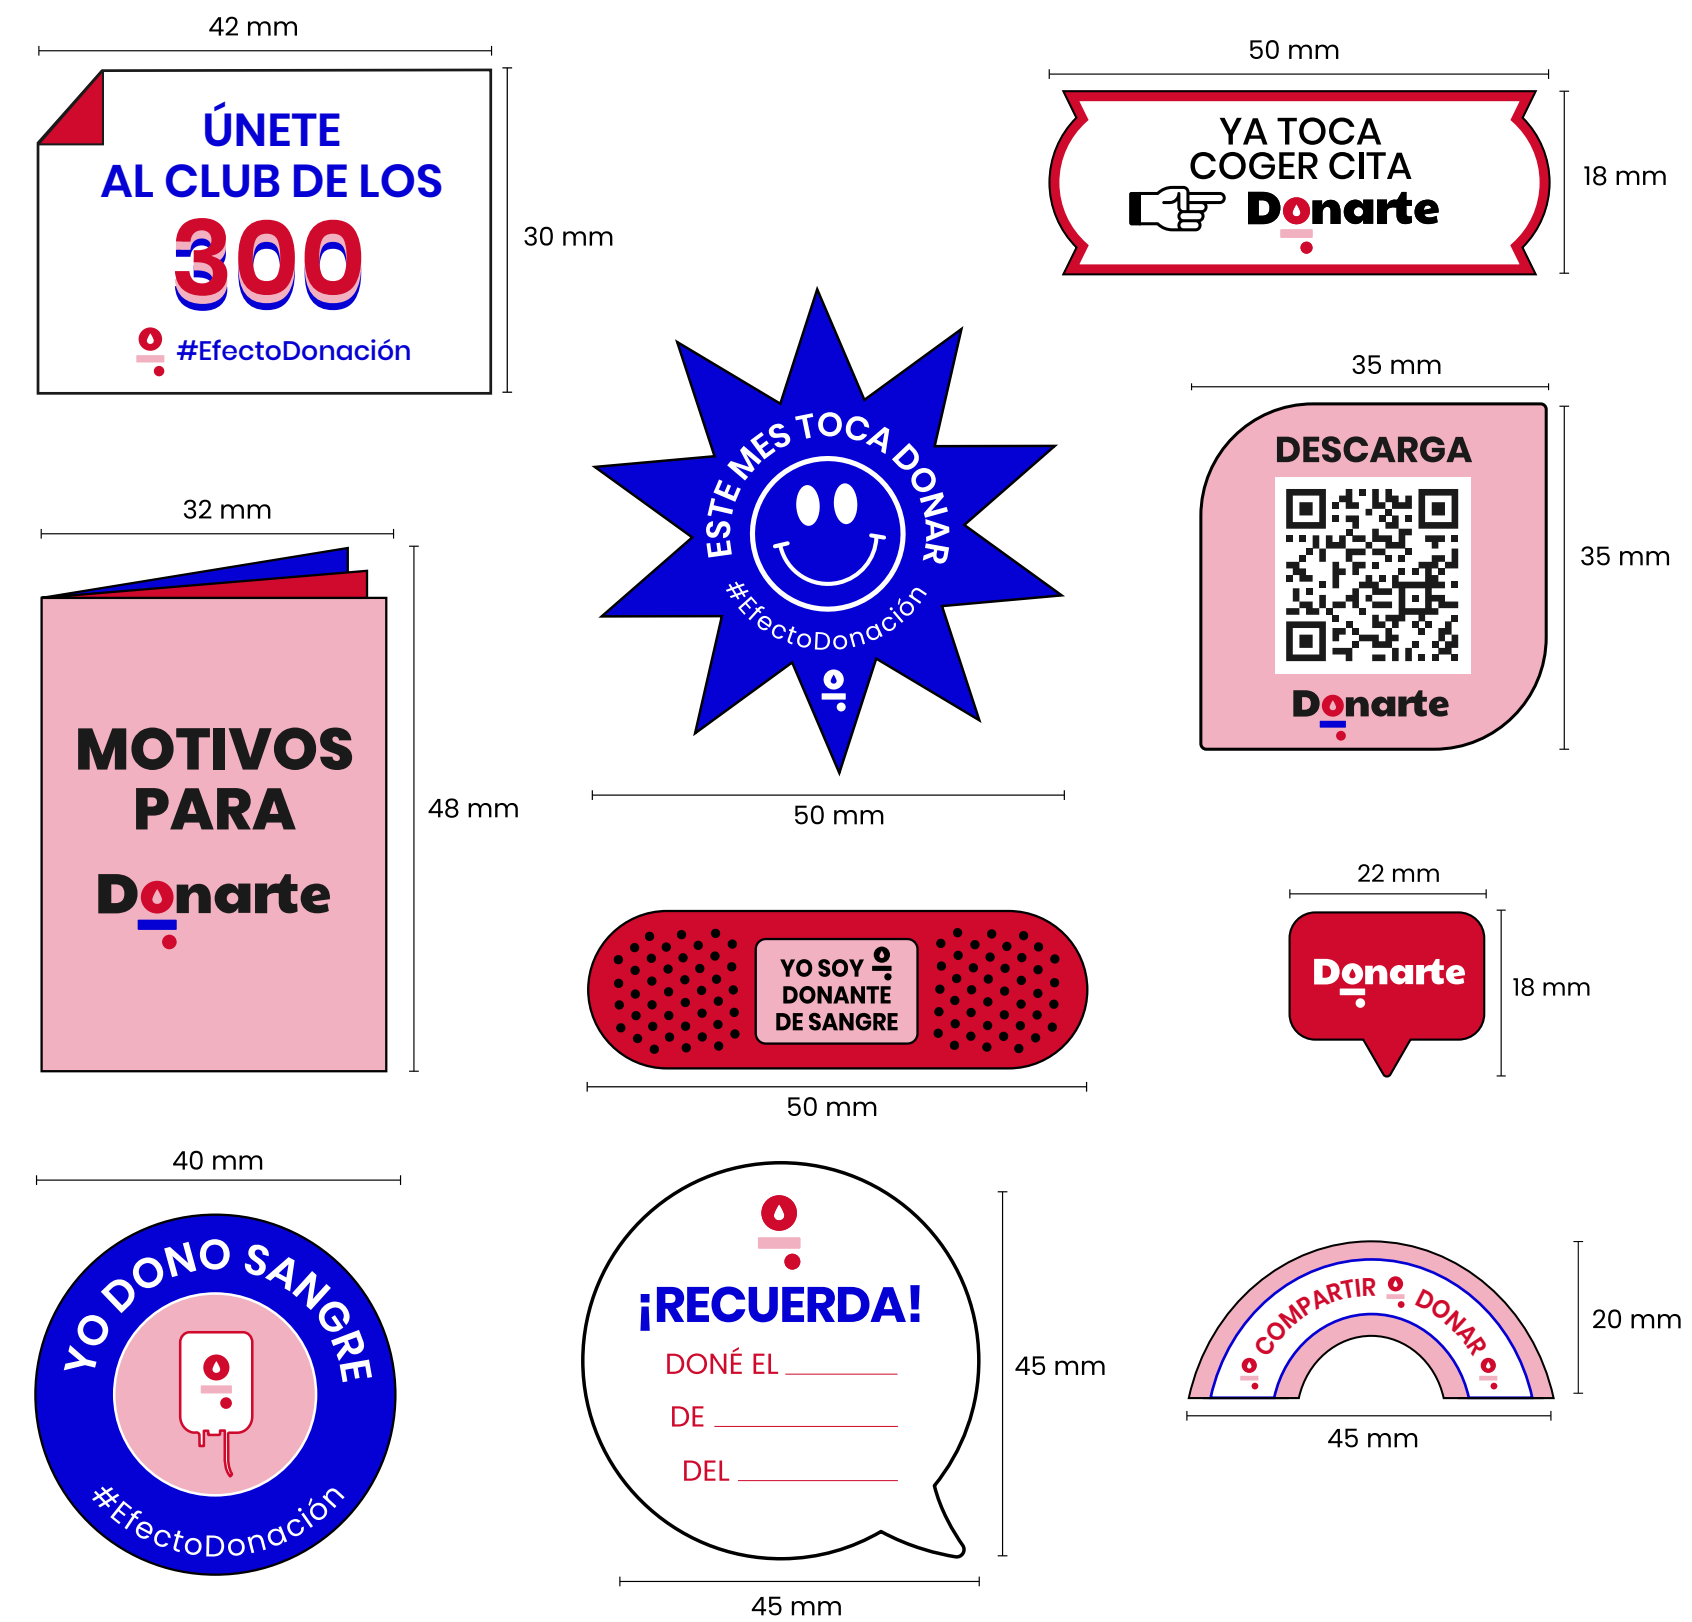 42 mm
ÚNETE
AL CLUB DE LOS
300
#EfectoDonación
30 mm
50 mm
YA TOCA
COGER CITA
Donarte
18 mm
ESTE MES TOCA DONAR
#EfectoDonación
50 mm
35 mm
DESCARGA
Donarte
35 mm
32 mm
MOTIVOS
PARA
Donarte
48 mm
YO SOY
DONANTE
DE SANGRE
50 mm
22 mm
Donarte
18 mm
40 mm
YO DONO SANGRE
#EfectoDonación
¡RECUERDA!
DONÉ EL
DE
DEL
45 mm
45 mm
COMPARTIR DONAR
20 mm
45 mm